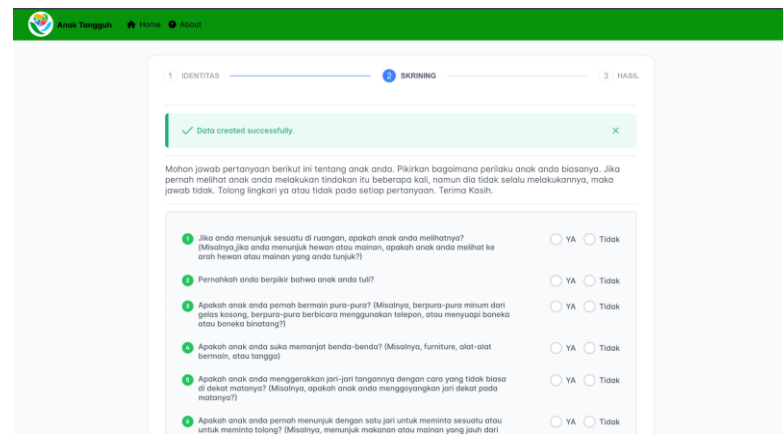 Anak Tangguh Home About
1 IDENTITAS 2 SKRINING 3 HASIL
Data created successfully.
Mohon jawab pertanyaan berikut ini tentang anak anda. Pikirkan bagaimana perilaku anak anda biasanya. Jika
pernah melihat anak anda melakukan tindakan itu beberapa kali, namun dia tidak selalu melakukannya, maka
jawab tidak. Tolong lingkari ya atau tidak pada setiap pertanyaan. Terima Kasih.
1 Jika anda menunjuk sesuatu di ruangan, apakah anak anda melihatnya? YA Tidak
(Misalnya,jika anda menunjuk hewan atau mainan, apakah anak anda melihat ke
arah hewan atau mainan yang anda tunjuk?)
2 Pernahkah anda berpikir bahwa anak anda tuli? YA Tidak
3 Apakah anak anda pernah bermain pura-pura? (Misalnya, berpura-pura minum dari YA Tidak
gelas kosong, berpura-pura berbicara menggunakan telepon, atau menyuapi boneka
atau boneka binatang?)
4 Apakah anak anda suka memanjat benda-benda? (Misalnya, furniture, alat-alat YA Tidak
bermain, atau tangga)
5 Apakah anak anda menggerakkan jari-jari tangannya dengan cara yang tidak biasa YA Tidak
di dekat matanya? (Misalnya, apakah anak anda menggoyangkan jari dekat pada
matanya?)
6 Apakah anak anda pernah menunjuk dengan satu jari untuk meminta sesuatu atau YA Tidak
untuk meminta tolong? (Misalnya, menunjuk makanan atau mainan yang jauh dari